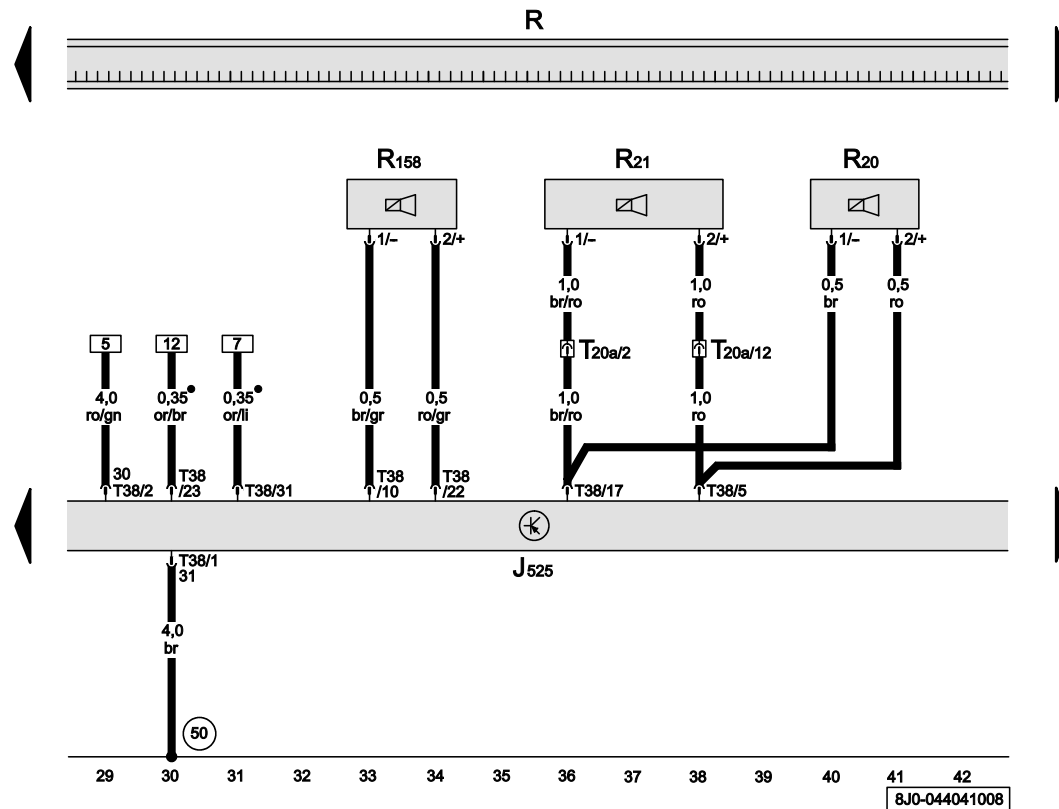 R
R158 R21 R20
1/– 2/+ 1/– 2/+ 1/– 2/+
1,0 1,0 0,5 0,5
br/ro ro br ro
5 12 7 T20a/2 T20a/12
4,0 0,35 0,35 0,5 0,5 1,0 1,0
ro/gn or/br or/li br/gr ro/gr br/ro ro
30 T38 T38 T38
T38/2 /23 T38/31 /10 /22 T38/17 T38/5
T38/1 J525
31
4,0
br
50
29 30 31 32 33 34 35 36 37 38 39 40 41 42
8J0-044041008